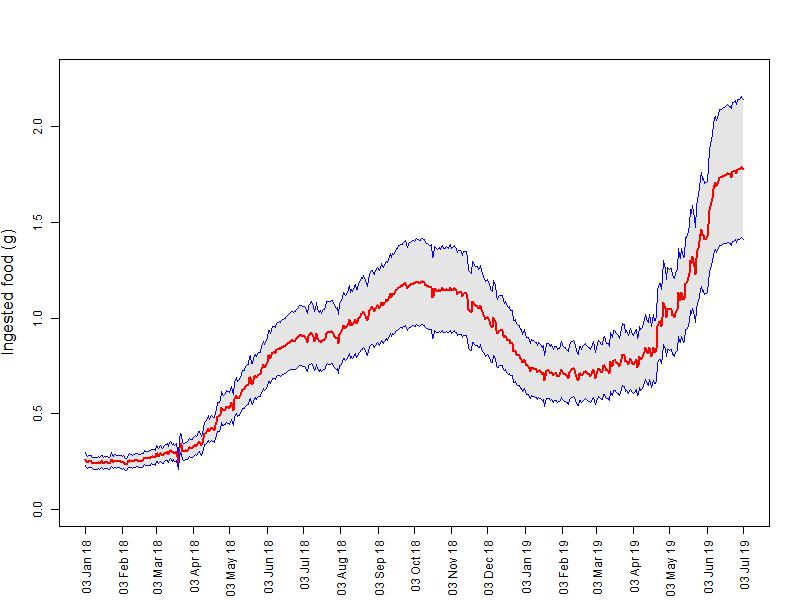 Ingested food (g)
2.0
1.5
1.0
0.5
0.0
03 Jan 18
03 Feb 18
03 Mar 18
03 Apr 18
03 May 18
03 Jun 18
03 Jul 18
03 Aug 18
03 Sep 18
03 Oct 18
03 Nov 18
03 Dec 18
03 Jan 19
03 Feb 19
03 Mar 19
03 Apr 19
03 May 19
03 Jun 19
03 Jul 19